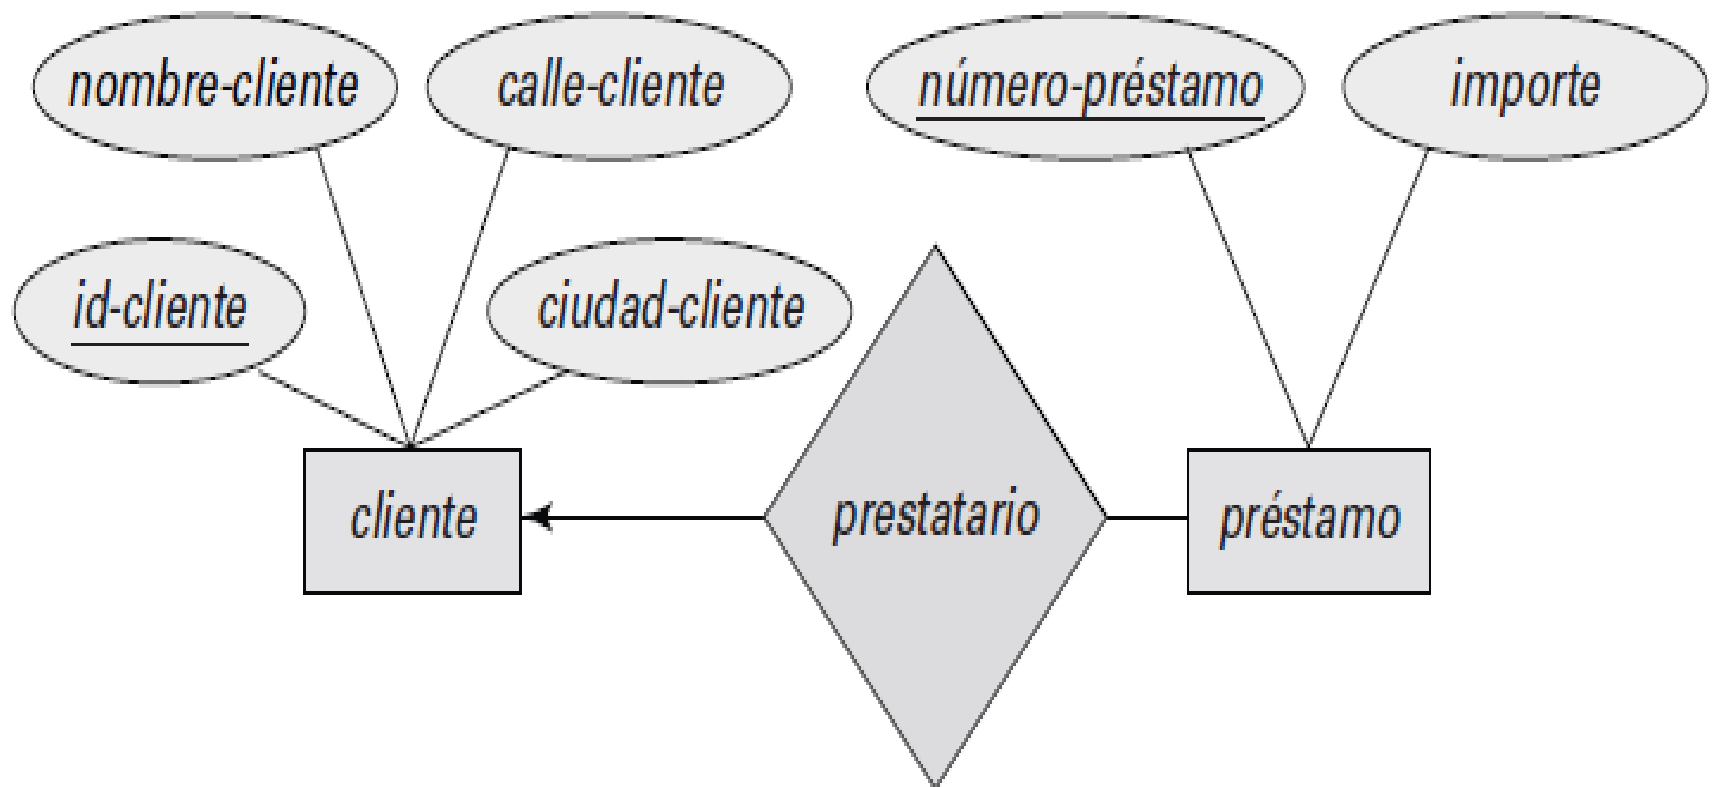 nombre-cliente
calle-cliente
número-préstamo
importe
id-cliente
ciudad-cliente
cliente
prestatario
préstamo